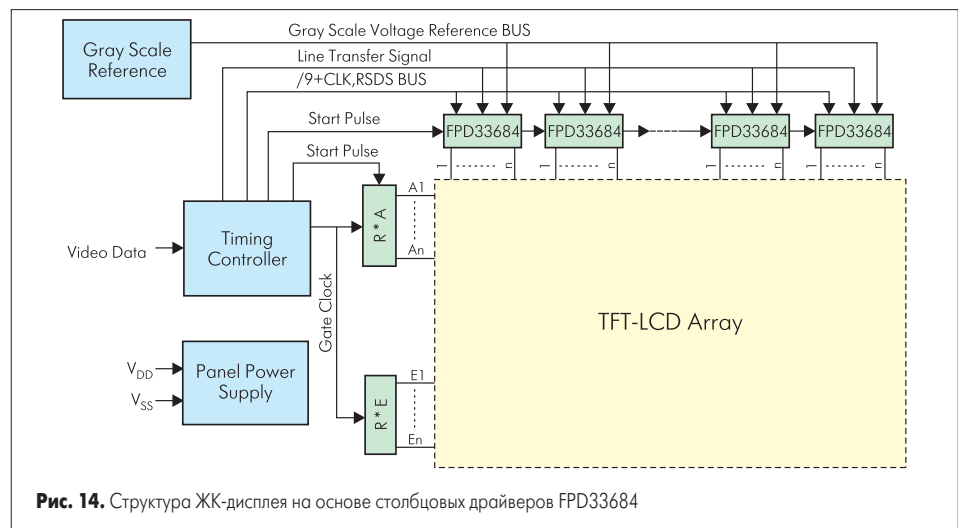 Gray Scale Voltage Reference BUS
Gray Scale
Reference
Line Transfer Signal
/9+CLK,RSDS BUS
Start Pulse
FPD33684
FPD33684
FPD33684
FPD33684
1 ........ n
1 ........ n
1 ........ n
1 ........ n
Start Pulse
A1
R * A
An
Video Data
Timing
Controller
Gate Clock
TFT-LCD Array
VDD
VSS
Panel Power
Supply
E1
R * E
En
Рис. 14. Структура ЖК-дисплея на основе столбцовых драйверов FPD33684